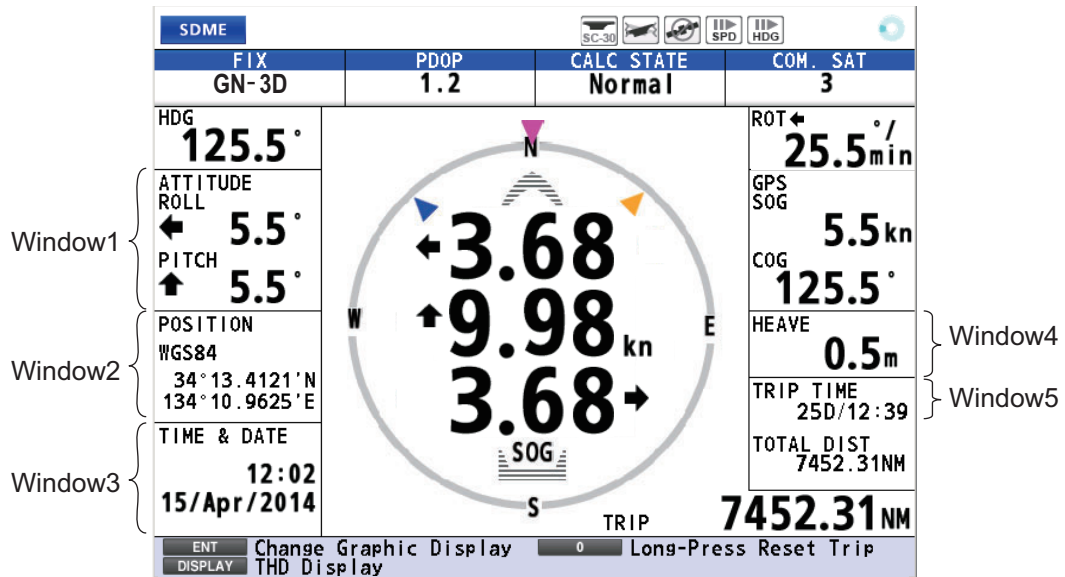 SDME
SC-30
SPD
HDG
FIX PDOP CALC STATE COM. SAT
GN-3D 1.2 Normal 3
HDG
125.5°
Window1
ATTITUDE
ROLL
5.5°
PITCH
5.5°
Window2
POSITION
WGS84
34°13.4121'N
134°10.9625'E
Window3
TIME & DATE
12:02
15/Apr/2014
N
W
E
S
3.68
9.98 kn
3.68
SOG
ROT
25.5°/min
GPS
SOG
5.5kn
COG
125.5°
HEAVE
0.5m
Window4
TRIP TIME
25D/12:39
Window5
TOTAL DIST
7452.31NM
TRIP 7452.31NM
ENT Change Graphic Display 0 Long-Press Reset Trip
DISPLAY THD Display